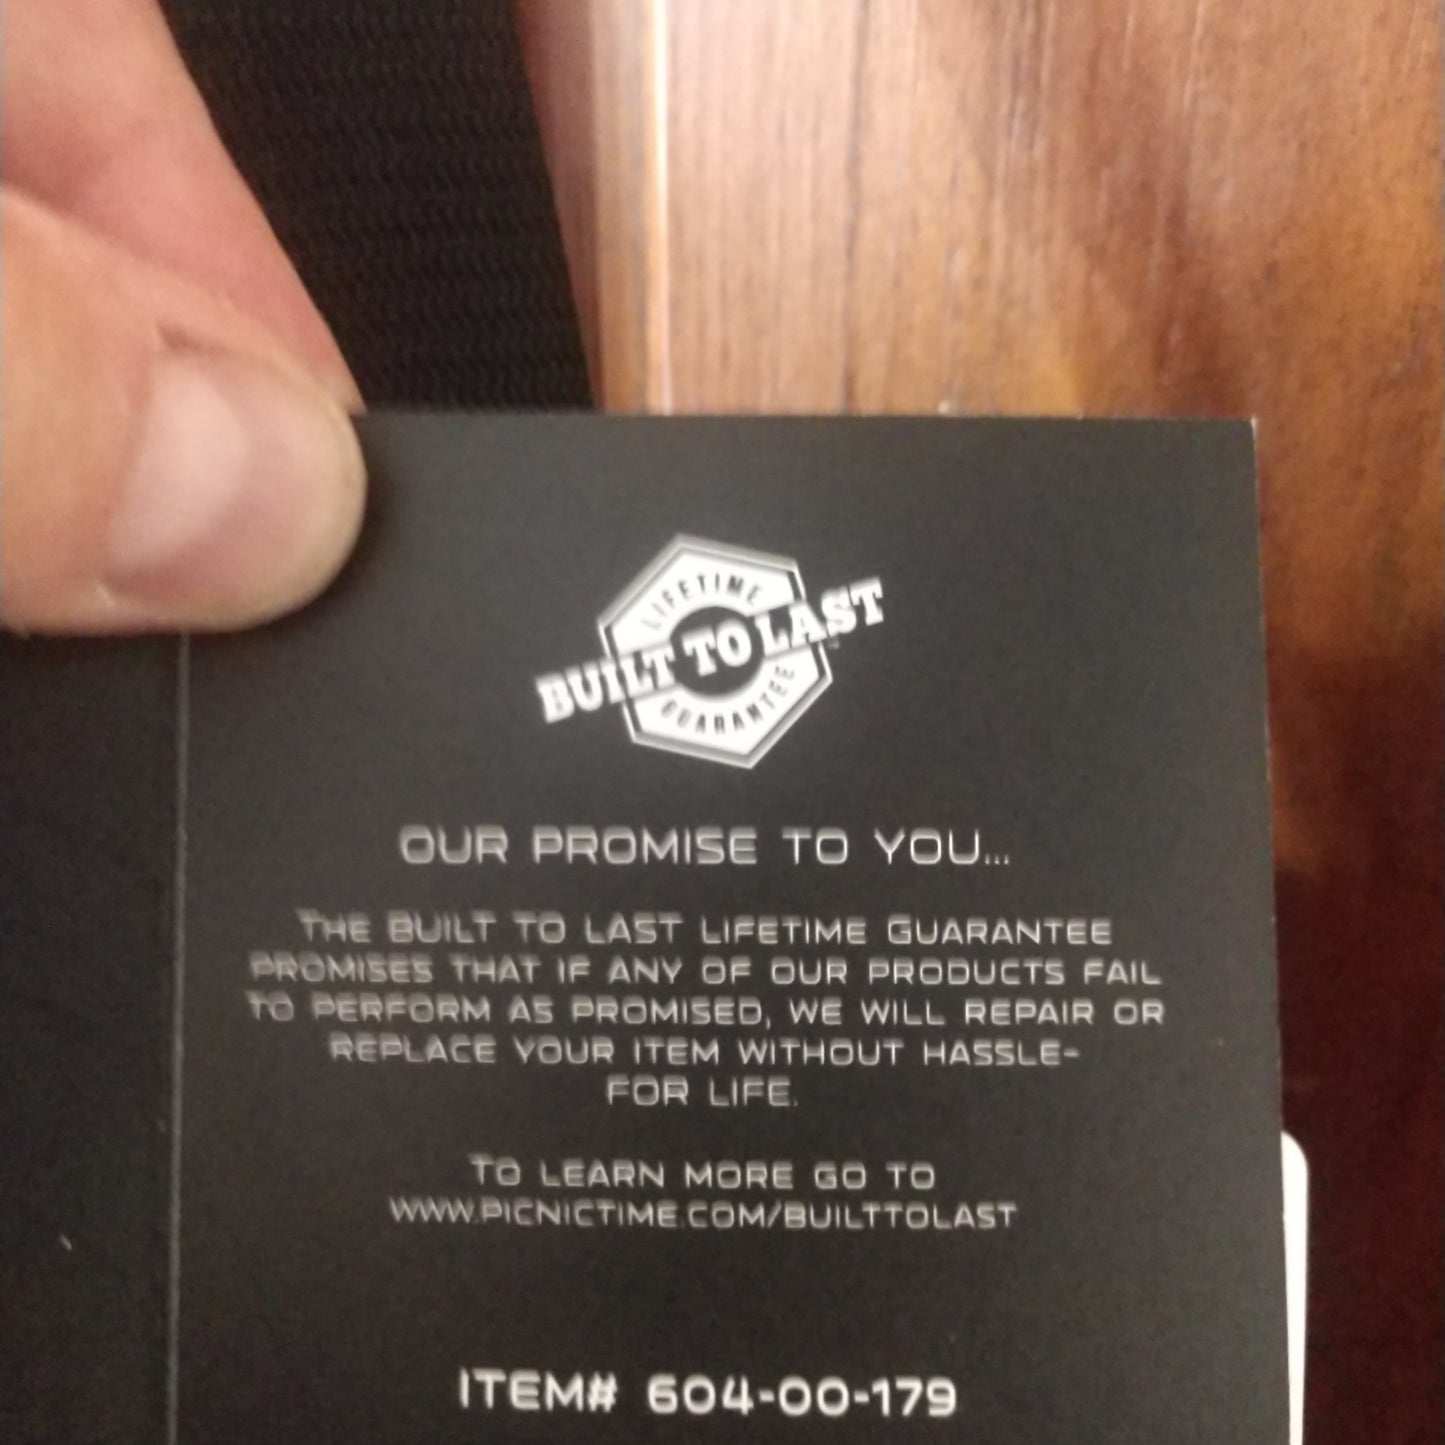 LIFETIME
BUILT TO LAST
GUARANTEE
OUR PROMISE TO YOU...
THE BUILT TO LAST LIFETIME GUARANTEE
PROMISES THAT IF ANY OF OUR PRODUCTS FAIL
TO PERFORM AS PROMISED, WE WILL REPAIR OR
REPLACE YOUR ITEM WITHOUT HASSLE-
FOR LIFE.
TO LEARN MORE GO TO
WWW.PICNICTIME.COM/BUILTTOLAST
ITEM# 604-00-179